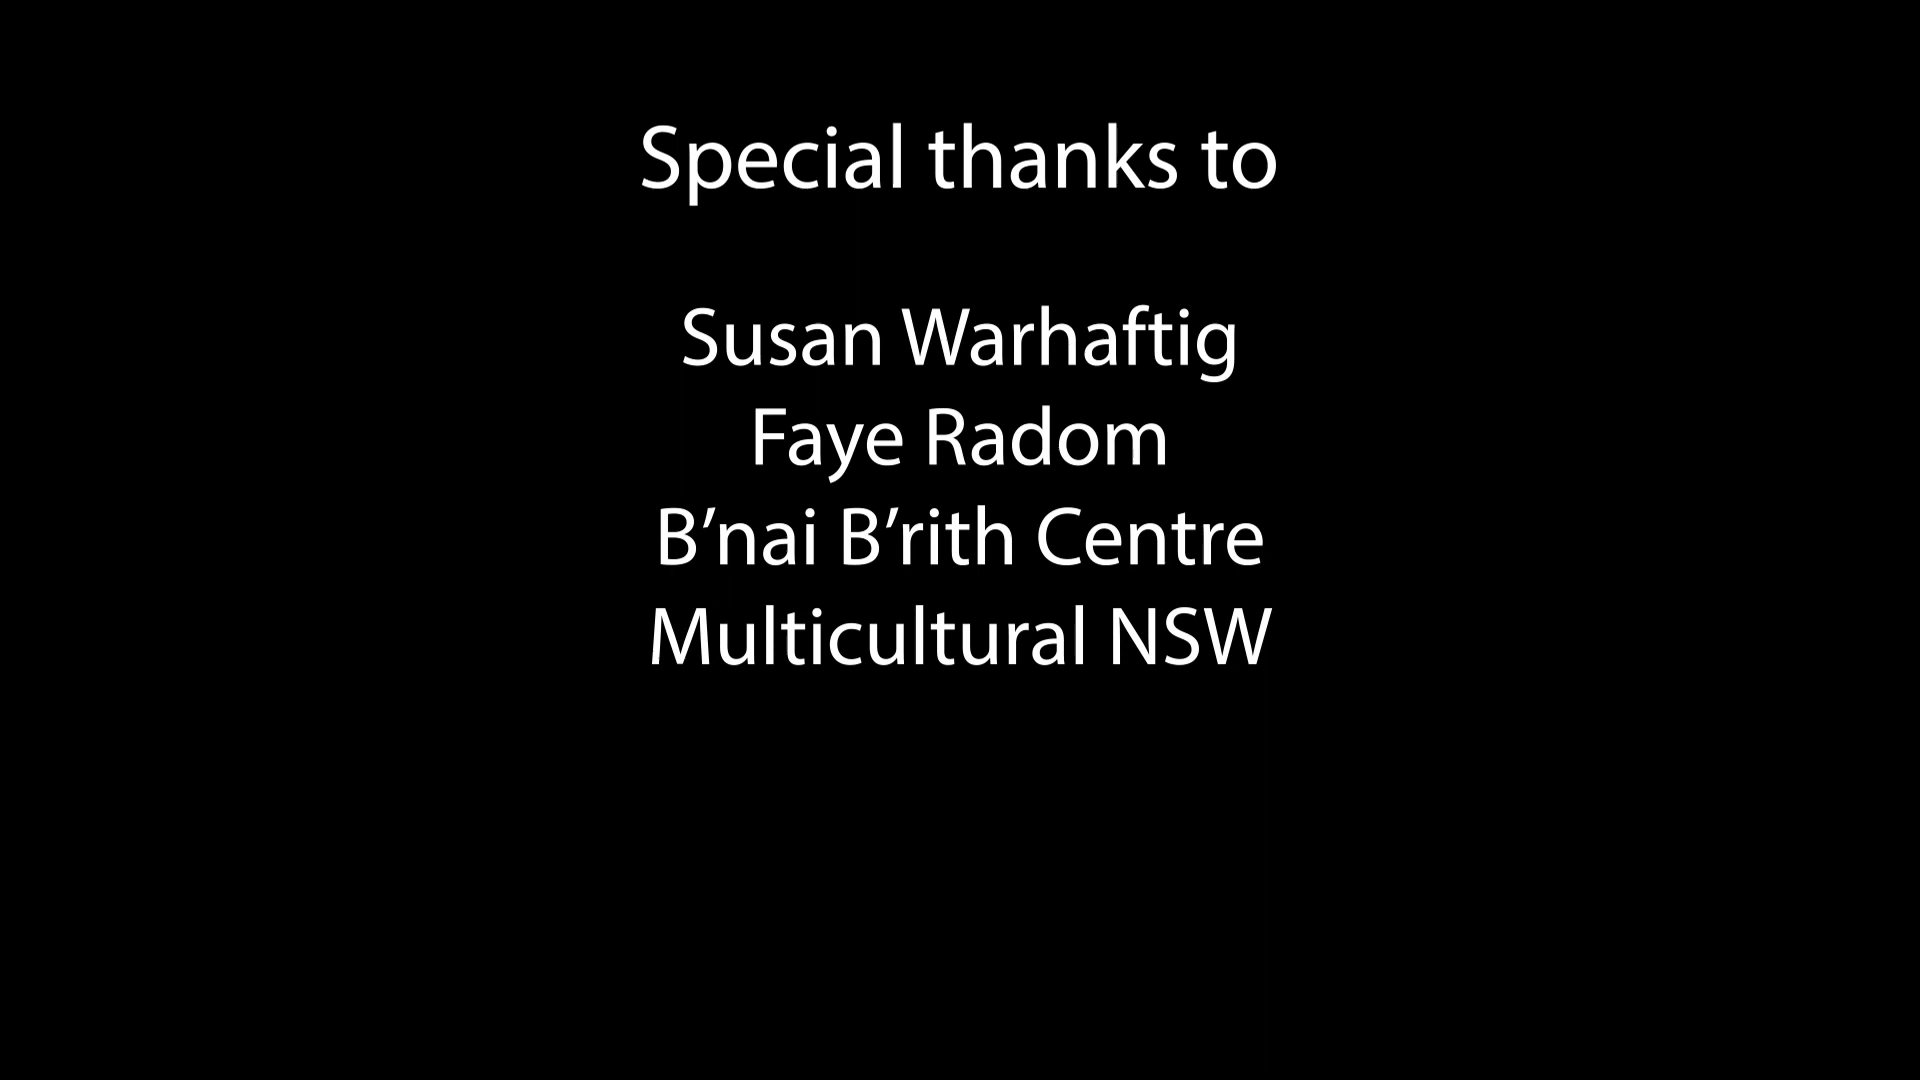 Special thanks to
Susan Warhaftig
Faye Radom
B’nai B’rith Centre
Multicultural NSW